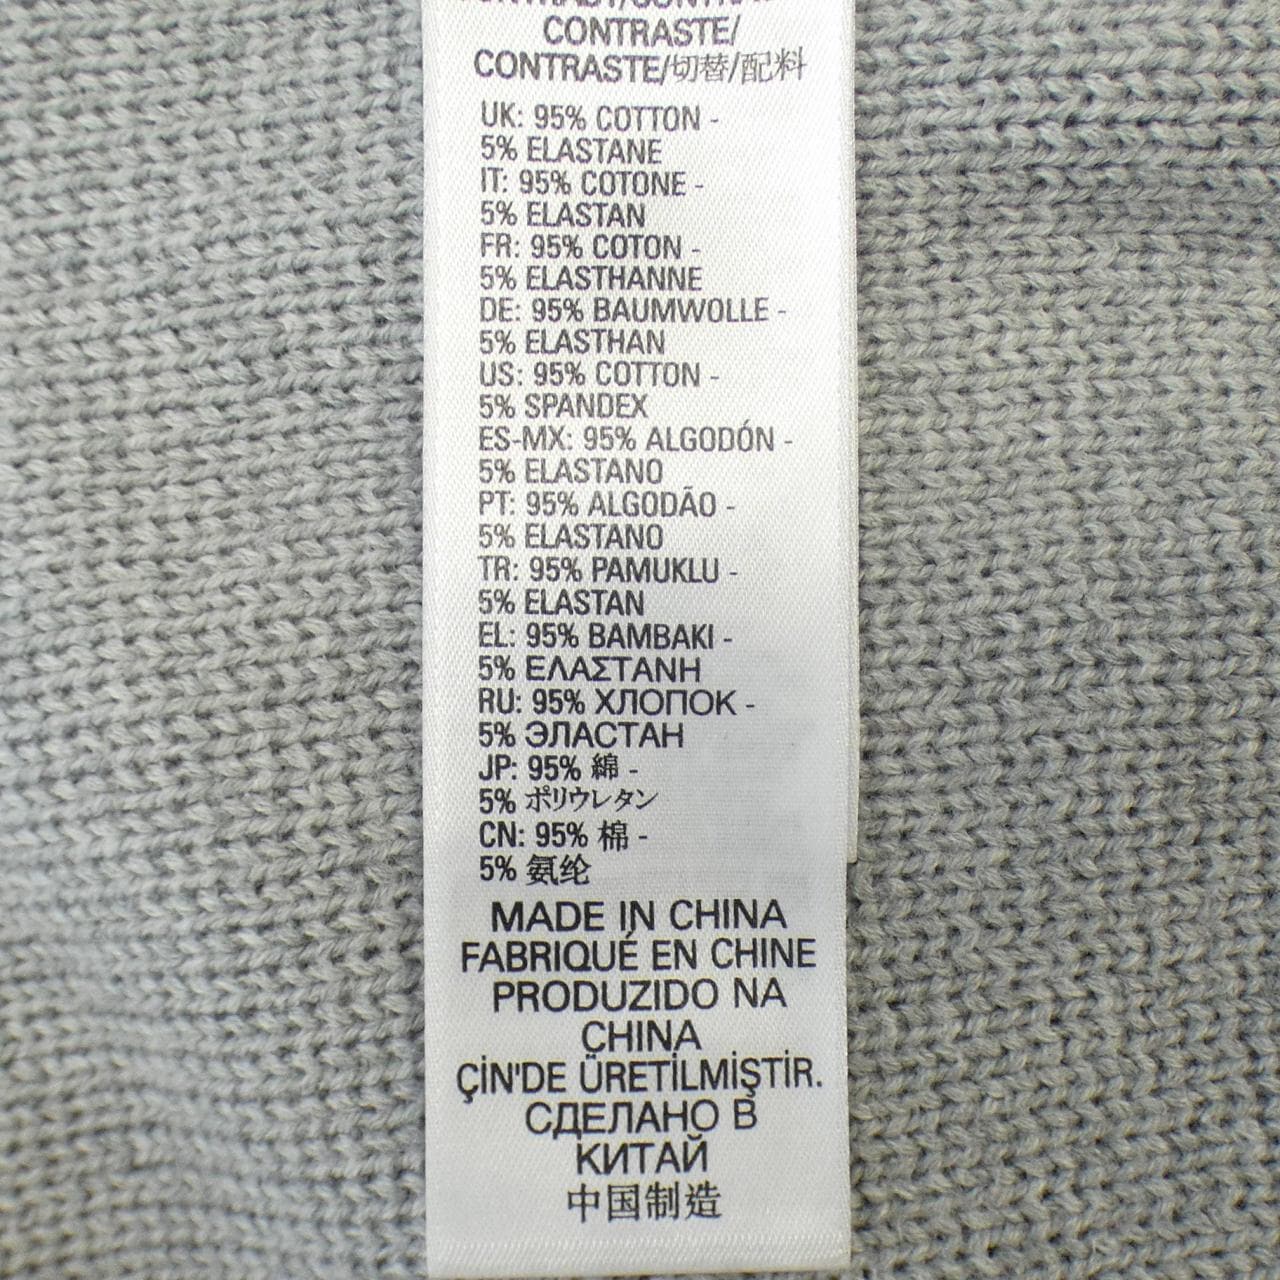 CONTRASTE/
CONTRASTE/切替/配料
UK: 95% COTTON -
5% ELASTANE
IT: 95% COTONE -
5% ELASTAN
FR: 95% COTON -
5% ELASTHANNE
DE: 95% BAUMWOLLE -
5% ELASTHAN
US: 95% COTTON -
5% SPANDEX
ES-MX: 95% ALGODÓN -
5% ELASTANO
PT: 95% ALGODÃO -
5% ELASTANO
TR: 95% PAMUKLU -
5% ELASTAN
EL: 95% BAMBAKI -
5% ΕΛΑΣΤΑΝΗ
RU: 95% ХЛОПОК -
5% ЭЛАСТАН
JP: 95% 綿 -
5% ポリウレタン
CN: 95% 棉 -
5% 氨纶
MADE IN CHINA
FABRIQUÉ EN CHINE
PRODUZIDO NA
CHINA
ÇİN'DE ÜRETİLMİŞTİR.
СДЕЛАНО В
КИТАЙ
中国制造